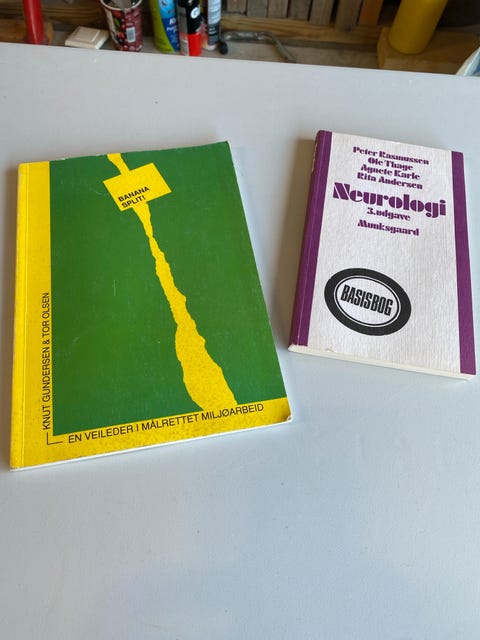 BANANA
SPLIT!
KNUT GUNDERSEN & TOR OLSEN
EN VEILEDER I MÅLRETTET MILJØARBEID
Peter Rasmussen
Ole Thage
Agnete Karle
Rita Andersen
Neurologi
3.udgave
Munksgaard
BASISBOG